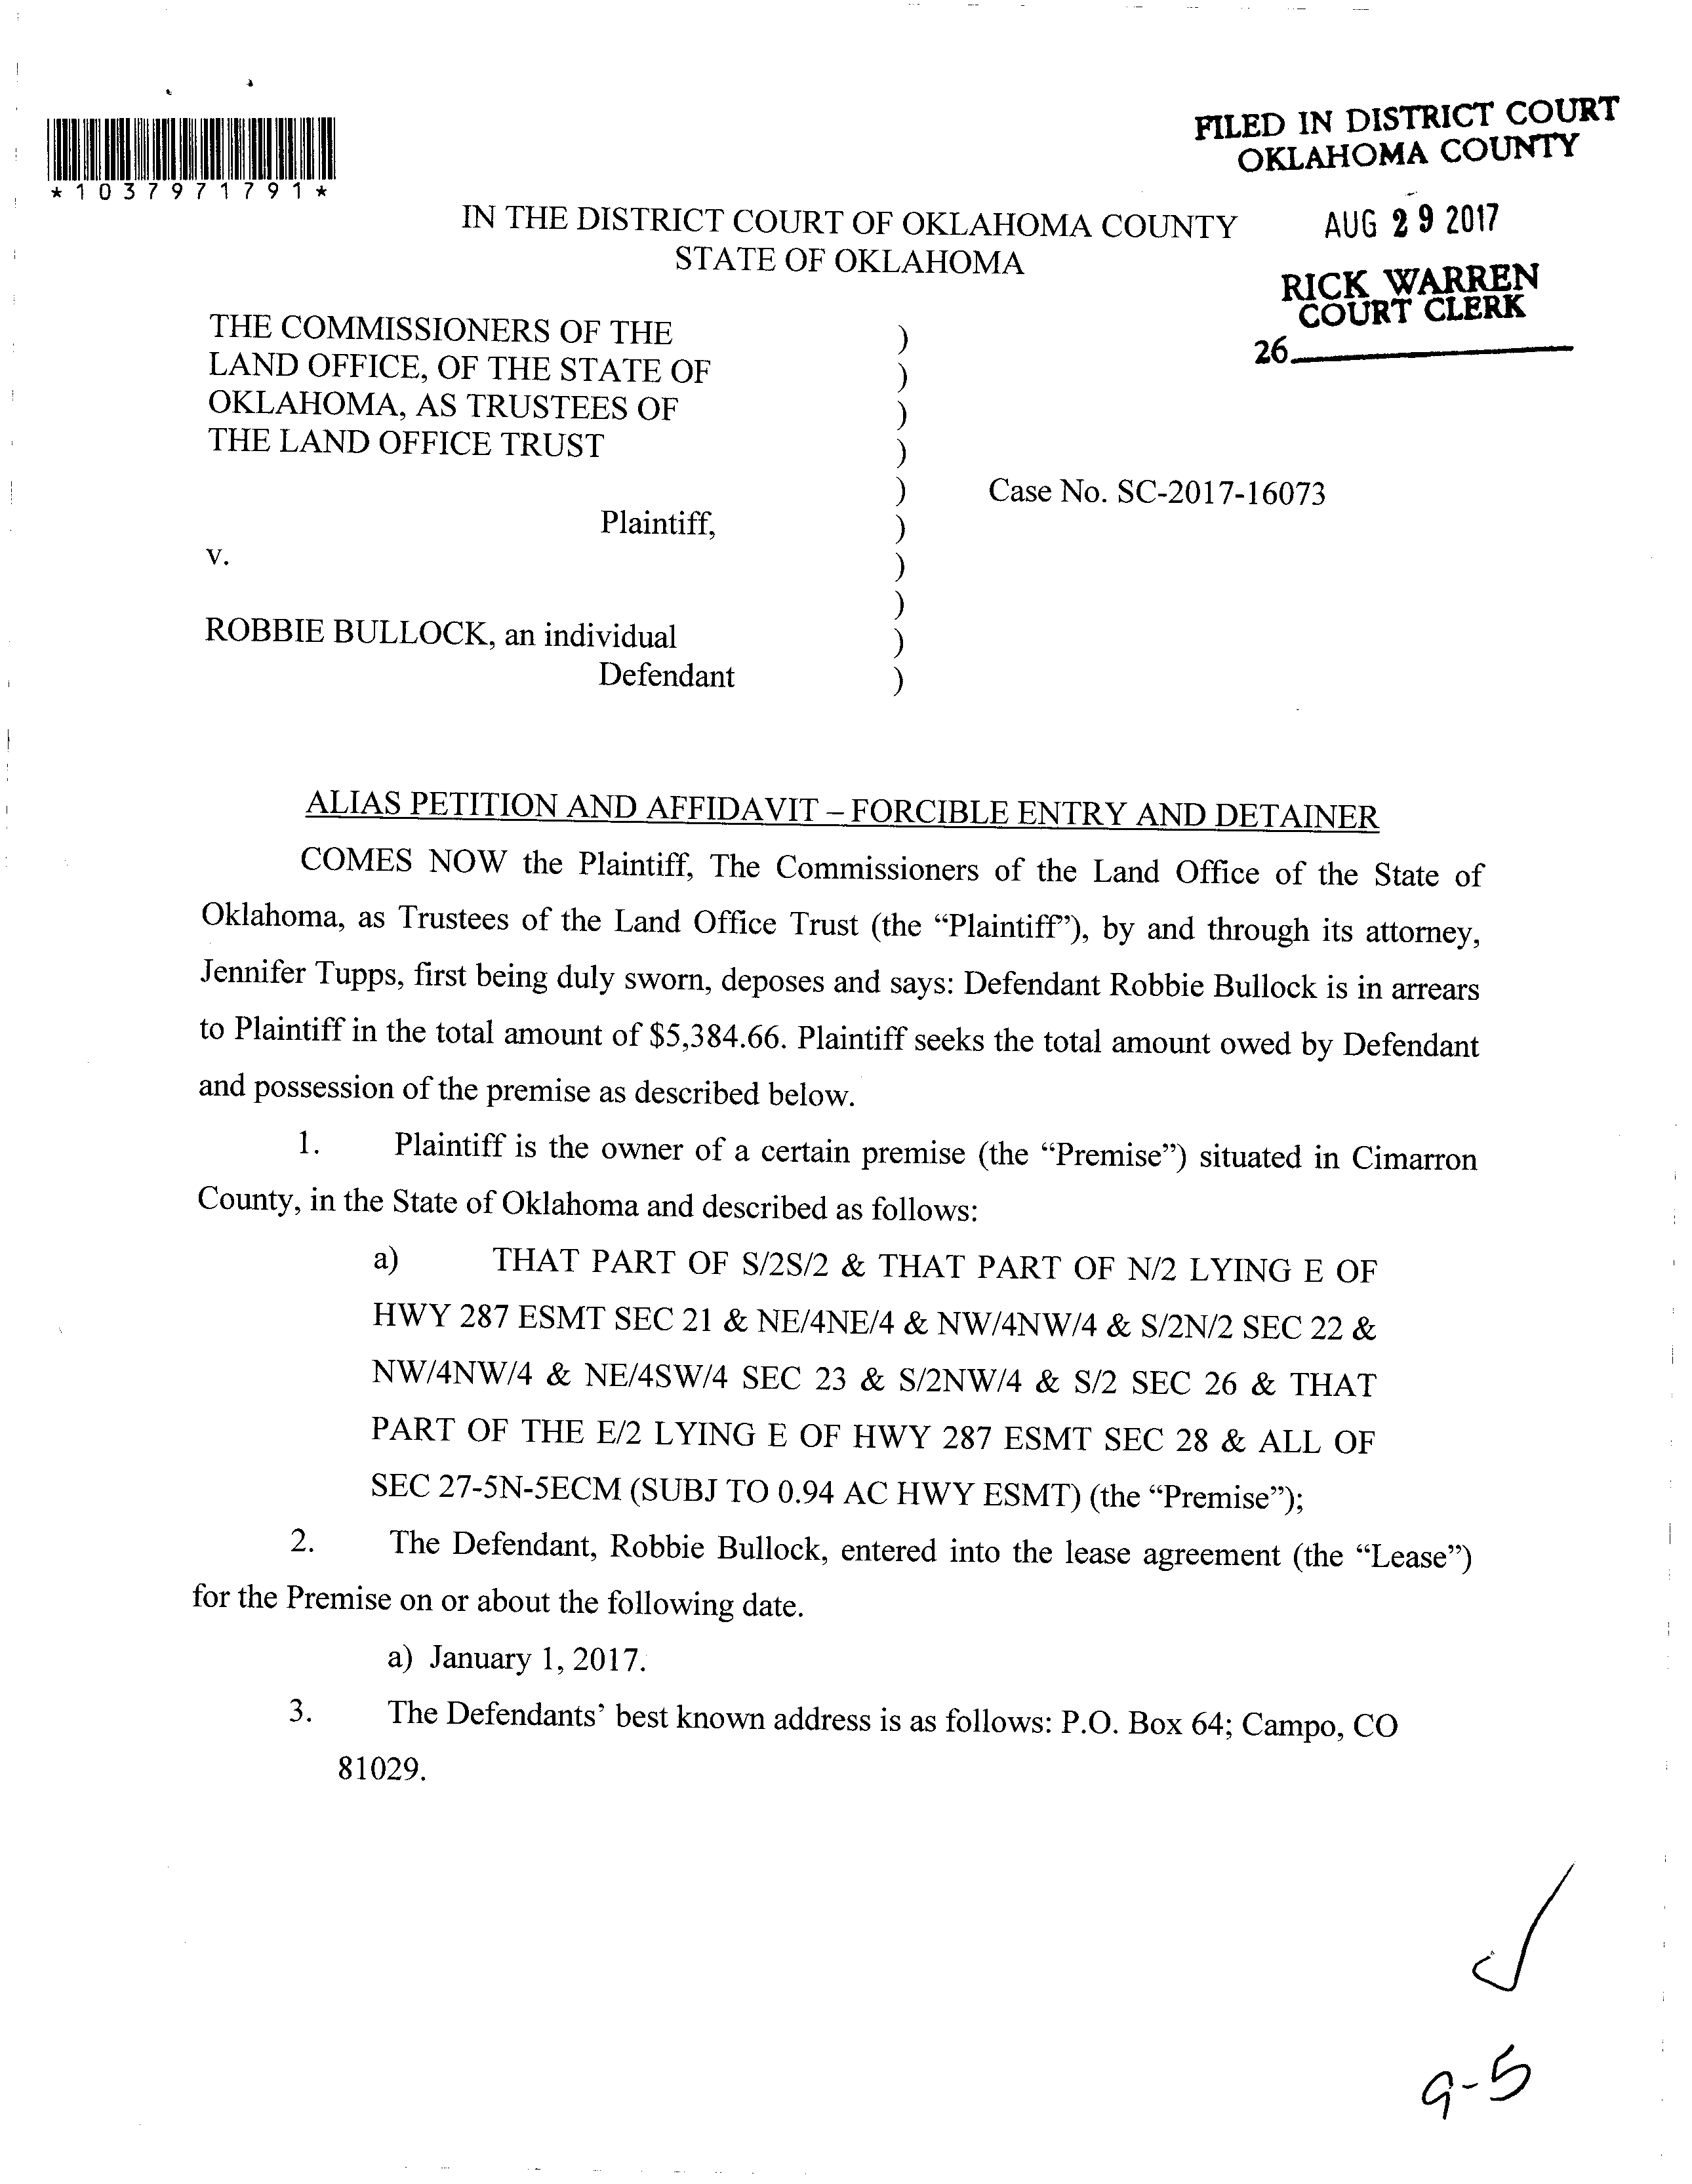 FILED IN DISTRICT COURT
OKLAHOMA COUNTY
*1037971791*
IN THE DISTRICT COURT OF OKLAHOMA COUNTY
AUG 29 2017
STATE OF OKLAHOMA
RICK WARREN
COURT CLERK
26
THE COMMISSIONERS OF THE )
LAND OFFICE, OF THE STATE OF )
OKLAHOMA, AS TRUSTEES OF )
THE LAND OFFICE TRUST )
) Case No. SC-2017-16073
Plaintiff, )
v. )
)
ROBBIE BULLOCK, an individual )
Defendant )
ALIAS PETITION AND AFFIDAVIT – FORCIBLE ENTRY AND DETAINER
COMES NOW the Plaintiff, The Commissioners of the Land Office of the State of
Oklahoma, as Trustees of the Land Office Trust (the “Plaintiff”), by and through its attorney,
Jennifer Tupps, first being duly sworn, deposes and says: Defendant Robbie Bullock is in arrears
to Plaintiff in the total amount of $5,384.66. Plaintiff seeks the total amount owed by Defendant
and possession of the premise as described below.
1. Plaintiff is the owner of a certain premise (the “Premise”) situated in Cimarron
County, in the State of Oklahoma and described as follows:
a) THAT PART OF S/2S/2 & THAT PART OF N/2 LYING E OF
HWY 287 ESMT SEC 21 & NE/4NE/4 & NW/4NW/4 & S/2N/2 SEC 22 &
NW/4NW/4 & NE/4SW/4 SEC 23 & S/2NW/4 & S/2 SEC 26 & THAT
PART OF THE E/2 LYING E OF HWY 287 ESMT SEC 28 & ALL OF
SEC 27-5N-5ECM (SUBJ TO 0.94 AC HWY ESMT) (the “Premise”);
2. The Defendant, Robbie Bullock, entered into the lease agreement (the “Lease”)
for the Premise on or about the following date.
a) January 1, 2017.
3. The Defendants’ best known address is as follows: P.O. Box 64; Campo, CO
81029.
9-5